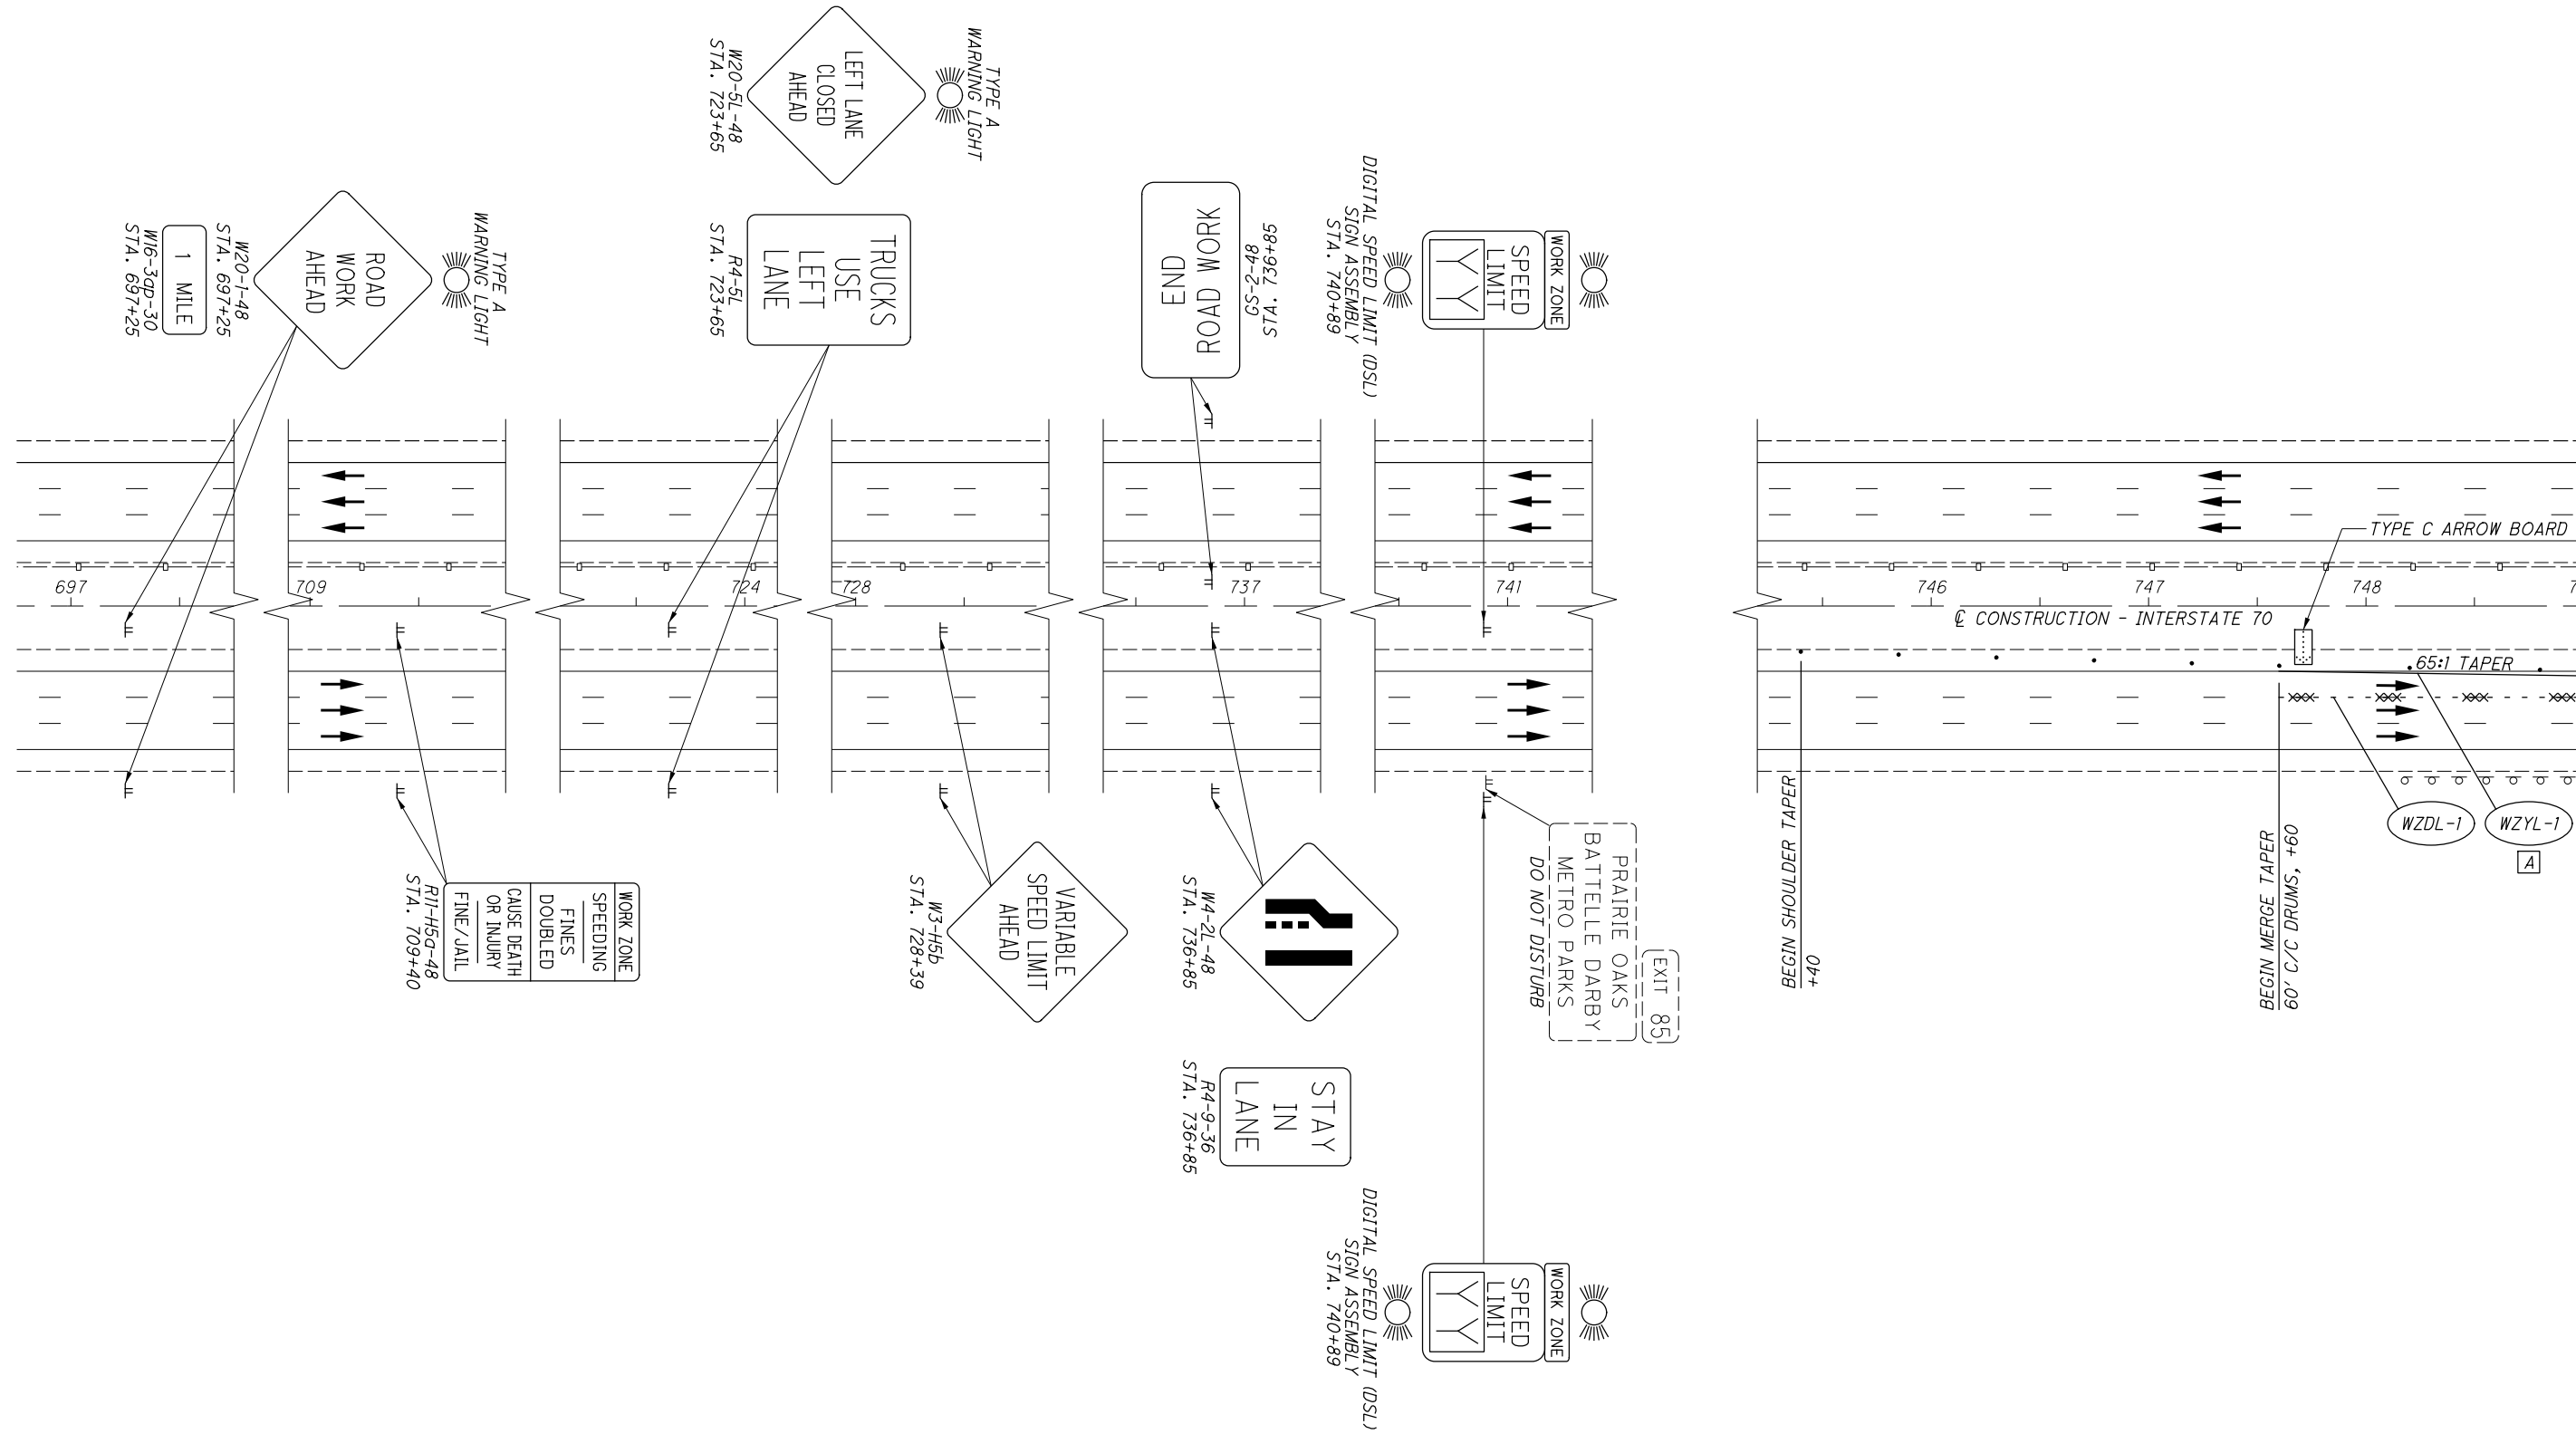 TYPE A
WARNING LIGHT
LEFT LANE
CLOSED
AHEAD
W20-5L-48
STA. 723+65
TYPE A
WARNING LIGHT
ROAD
WORK
AHEAD
W20-1-48
STA. 697+25
1 MILE
W16-3aP-30
STA. 697+25
TRUCKS
USE
LEFT
LANE
R4-5L
STA. 723+65
STA. 736+85
GS-2-48
ROAD WORK
END
WORK ZONE
SPEED
LIMIT
YY
DIGITAL SPEED LIMIT (DSL)
SIGN ASSEMBLY
STA. 740+89
TYPE C ARROW BOARD
697
709
724
728
737
741
746
747
748
7
℄ CONSTRUCTION - INTERSTATE 70
65:1 TAPER
WZDL-1
WZYL-1
A
BEGIN SHOULDER TAPER
+40
BEGIN MERGE TAPER
60' C/C DRUMS, +60
WORK ZONE
SPEEDING
FINES
DOUBLED
CAUSE DEATH
OR INJURY
FINE/JAIL
R11-H5a-48
STA. 709+40
VARIABLE
SPEED LIMIT
AHEAD
W3-H5b
STA. 728+39
W4-2L-48
STA. 736+85
STAY
IN
LANE
R4-9-36
STA. 736+85
EXIT 85
PRAIRIE OAKS
BATTELLE DARBY
METRO PARKS
DO NOT DISTURB
WORK ZONE
SPEED
LIMIT
YY
DIGITAL SPEED LIMIT (DSL)
SIGN ASSEMBLY
STA. 740+89